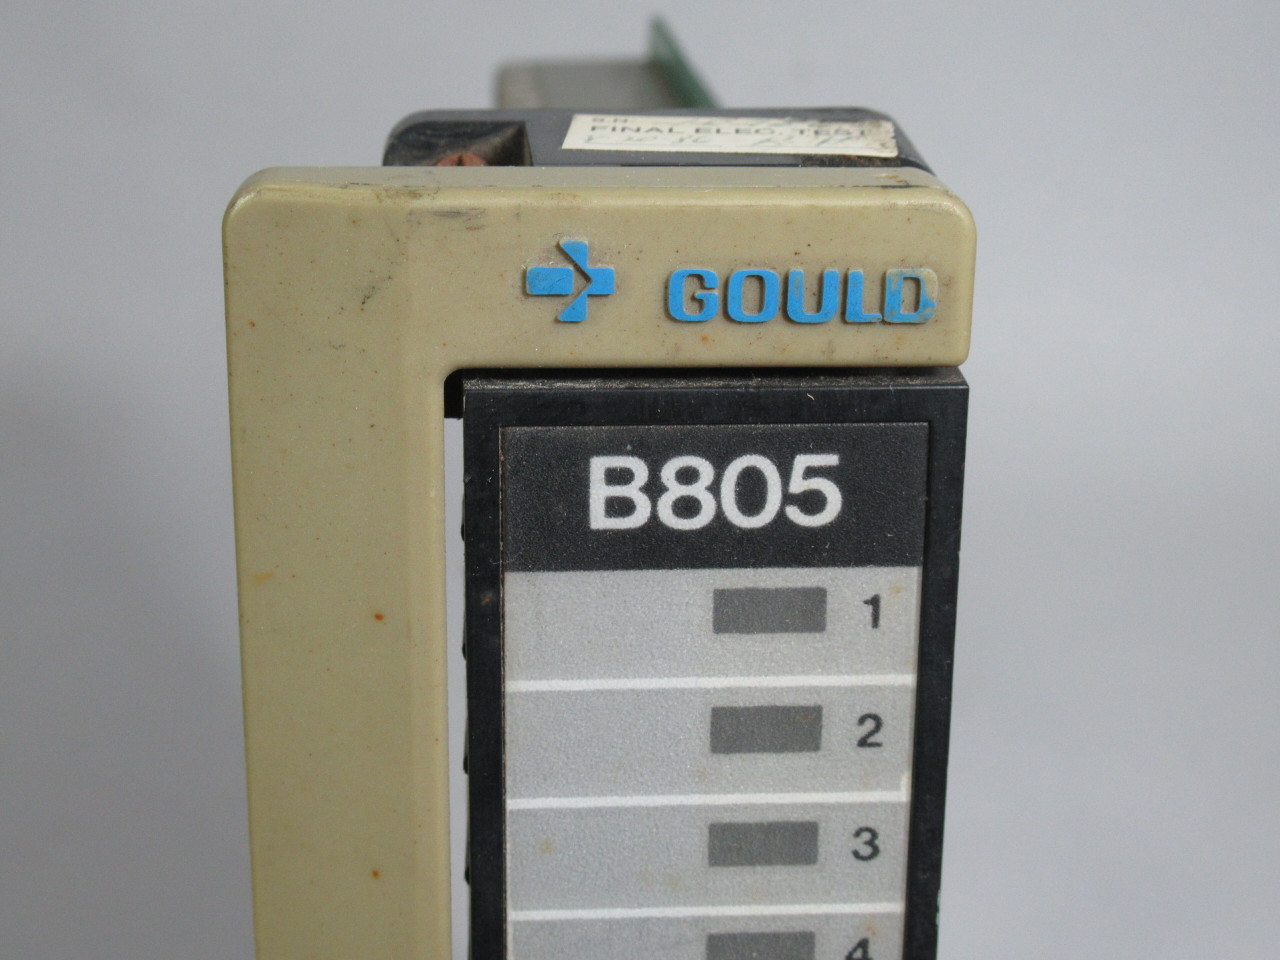 S.N.
FINAL ELEC. TEST
GOULD
B805
1
2
3
4